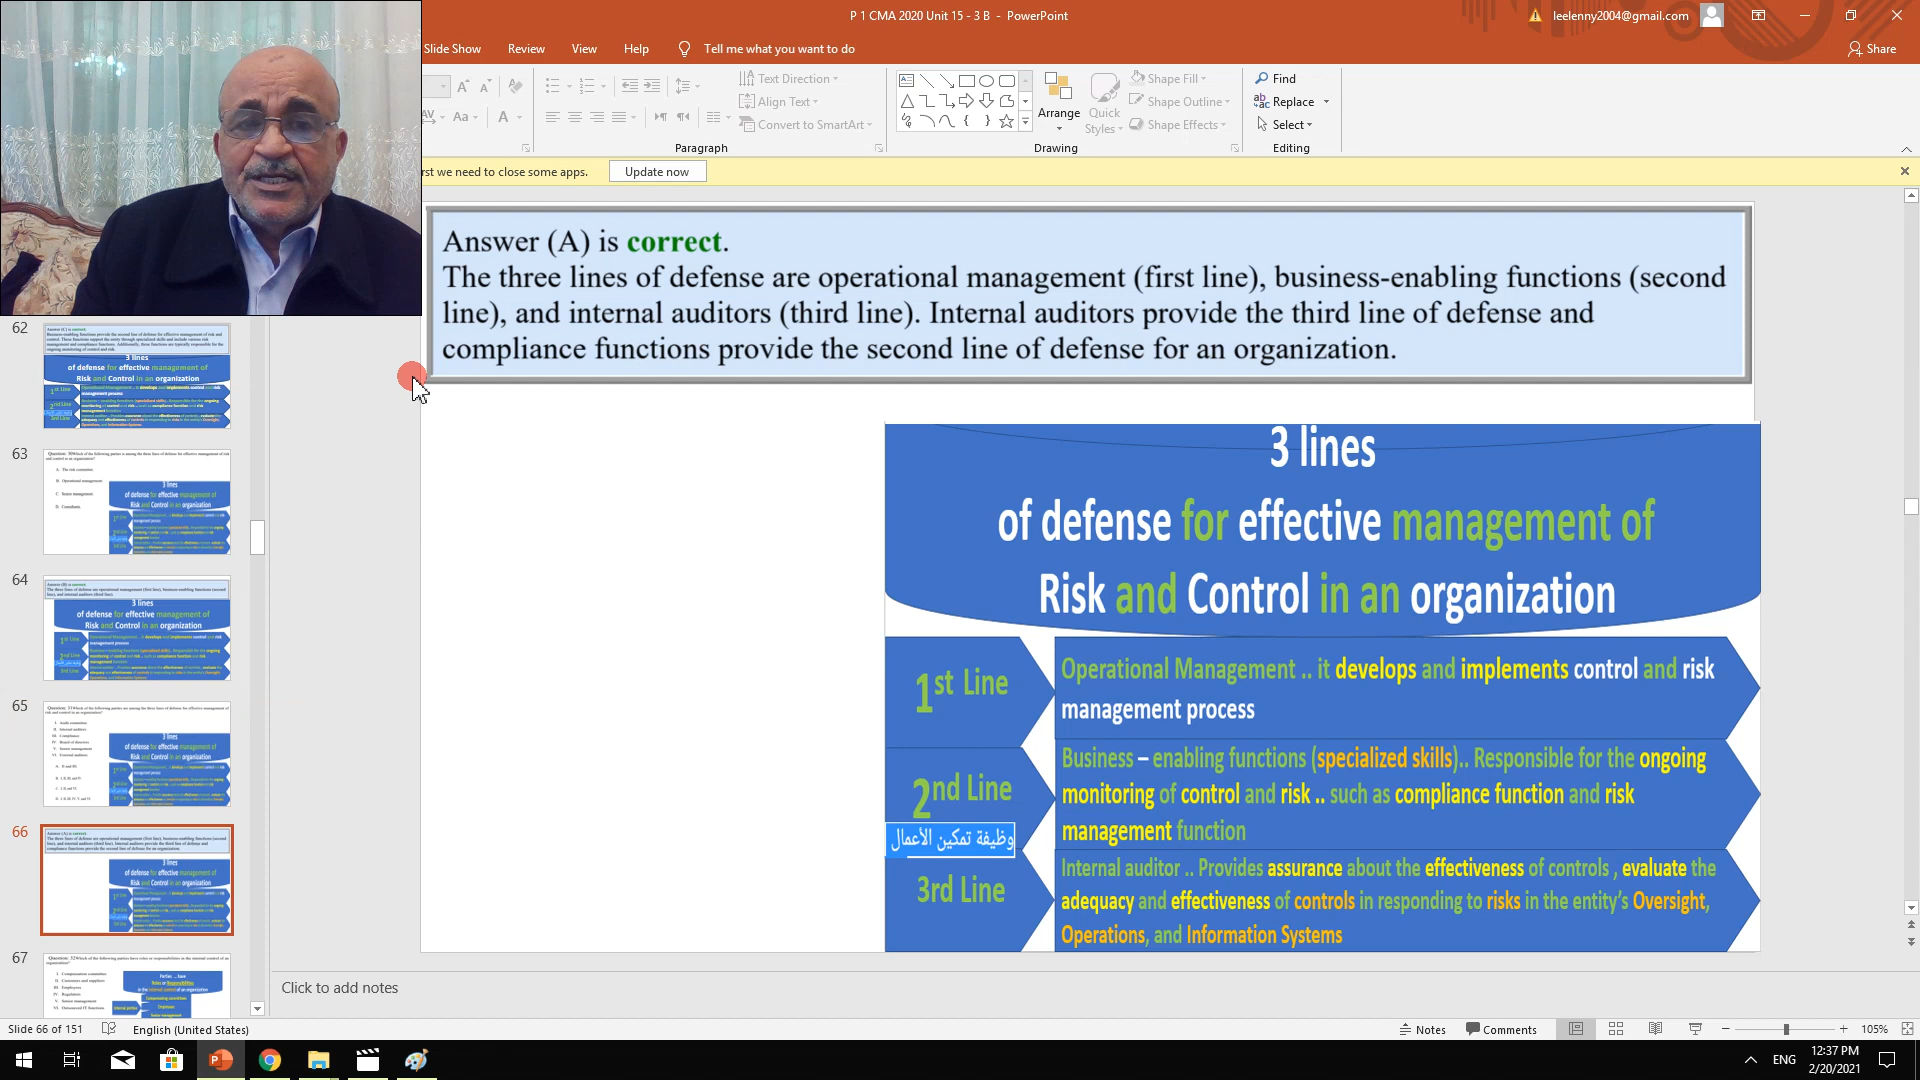 P 1 CMA 2020 Unit 15 - 3 B - PowerPoint
leelenny2004@gmail.com
Slide Show Review View Help Tell me what you want to do
Share
Text Direction
Align Text
Convert to SmartArt
Paragraph
Arrange
Quick Styles
Shape Fill
Shape Outline
Shape Effects
Drawing
Find
Replace
Select
Editing
rst we need to close some apps. Update now
Answer (A) is correct.
The three lines of defense are operational management (first line), business-enabling functions (second
line), and internal auditors (third line). Internal auditors provide the third line of defense and
compliance functions provide the second line of defense for an organization.
3 lines
of defense for effective management of
Risk and Control in an organization
1st Line
Operational Management .. it develops and implements control and risk
management process
2nd Line
وظيفة تمكين الأعمال
Business – enabling functions (specialized skills).. Responsible for the ongoing
monitoring of control and risk .. such as compliance function and risk
management function
3rd Line
Internal auditor .. Provides assurance about the effectiveness of controls , evaluate the
adequacy and effectiveness of controls in responding to risks in the entity's Oversight,
Operations, and Information Systems
62
63
64
65
66
67
Click to add notes
Slide 66 of 151 English (United States)
Notes Comments 105%
ENG
12:37 PM
2/20/2021